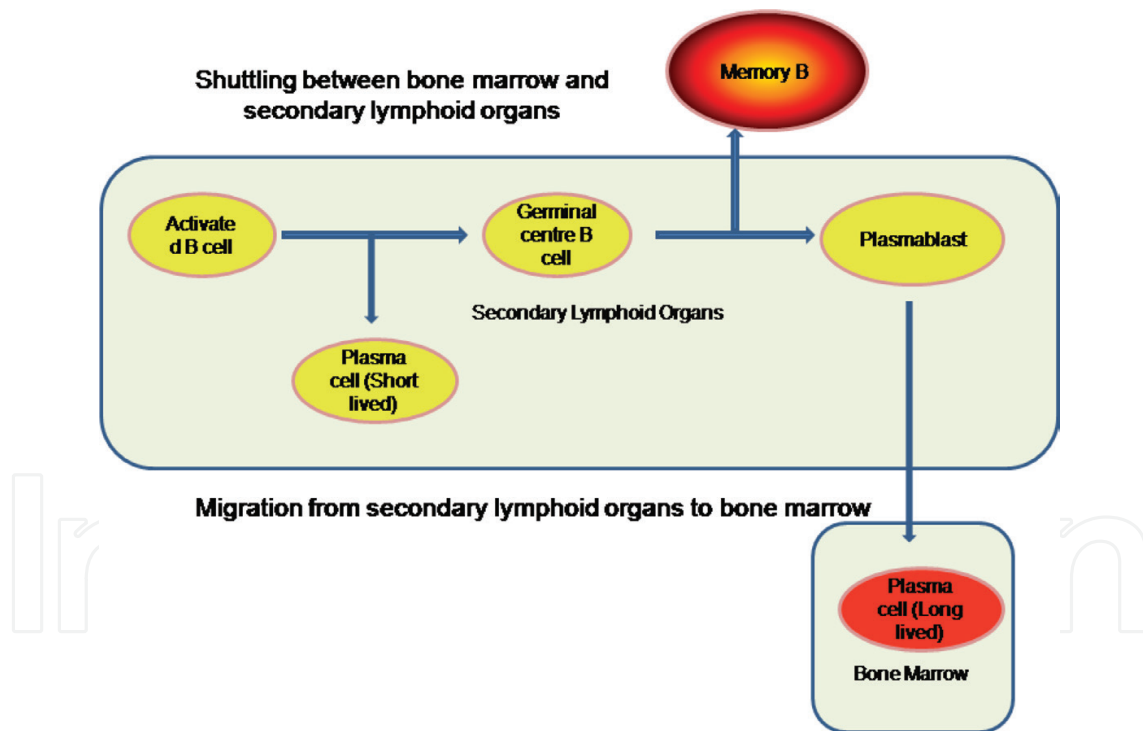 Memory B
Shuttling between bone marrow and
secondary lymphoid organs
Activate
d B cell
Germinal
centre B
cell
Plasmablast
Secondary Lymphoid Organs
Plasma
cell (Short
lived)
Migration from secondary lymphoid organs to bone marrow
Plasma
cell (Long
lived)
Bone Marrow